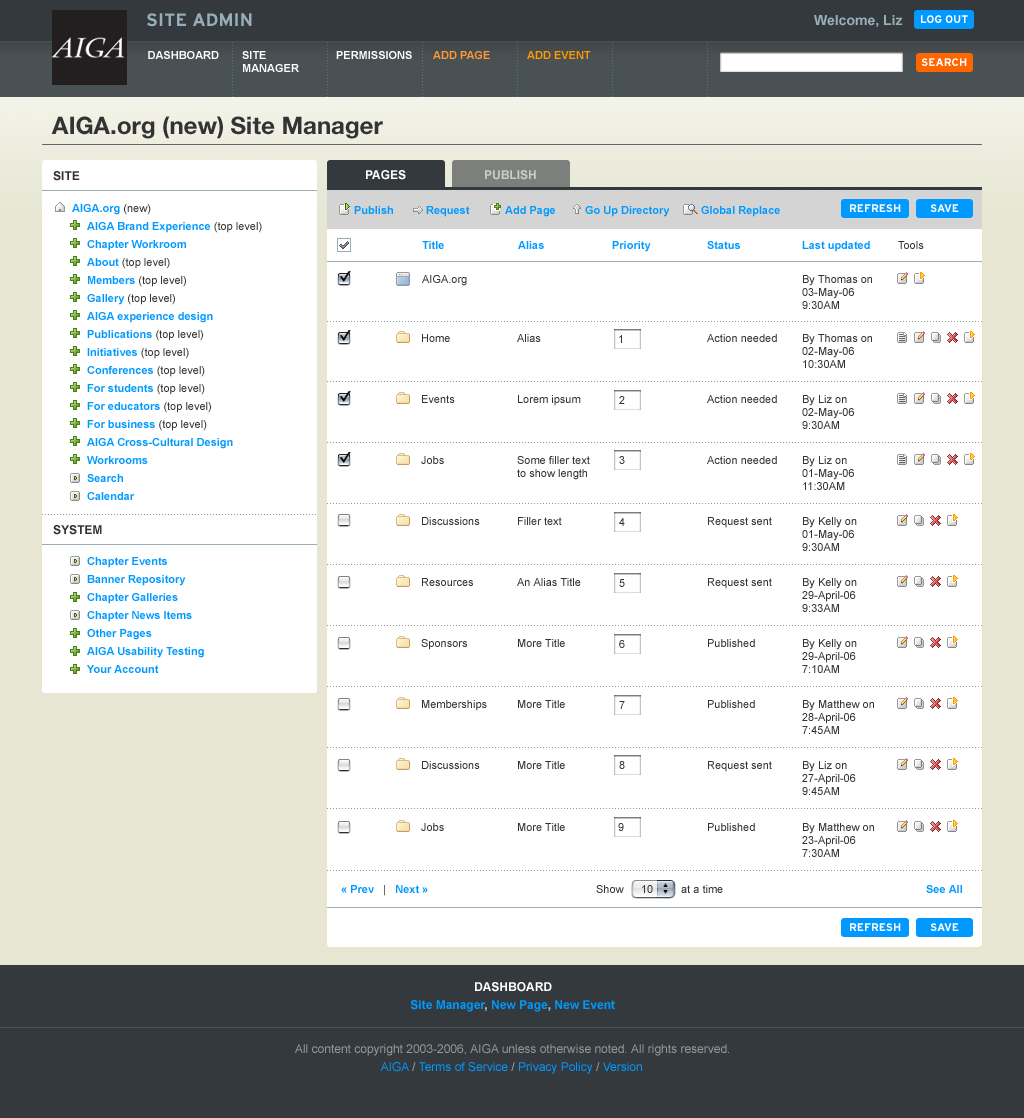 SITE ADMIN
Welcome, Liz
LOG OUT
AIGA
DASHBOARD
SITE
MANAGER
PERMISSIONS
ADD PAGE
ADD EVENT
SEARCH
AIGA.org (new) Site Manager
SITE
AIGA.org (new)
AIGA Brand Experience (top level)
Chapter Workroom
About (top level)
Members (top level)
Gallery (top level)
AIGA experience design
Publications (top level)
Initiatives (top level)
Conferences (top level)
For students (top level)
For educators (top level)
For business (top level)
AIGA Cross-Cultural Design
Workrooms
Search
Calendar
SYSTEM
Chapter Events
Banner Repository
Chapter Galleries
Chapter News Items
Other Pages
AIGA Usability Testing
Your Account
PAGES
PUBLISH
Publish Request Add Page Go Up Directory Global Replace
REFRESH
SAVE
Title Alias Priority Status Last updated Tools
AIGA.org By Thomas on
03-May-06
9:30AM
Home Alias 1 Action needed By Thomas on
02-May-06
10:30AM
Events Lorem ipsum 2 Action needed By Liz on
02-May-06
9:30AM
Jobs Some filler text 3 Action needed By Liz on
to show length 01-May-06
11:30AM
Discussions Filler text 4 Request sent By Kelly on
01-May-06
9:30AM
Resources An Alias Title 5 Request sent By Kelly on
29-April-06
9:33AM
Sponsors More Title 6 Published By Kelly on
29-April-06
7:10AM
Memberships More Title 7 Published By Matthew on
28-April-06
7:45AM
Discussions More Title 8 Request sent By Liz on
27-April-06
9:45AM
Jobs More Title 9 Published By Matthew on
23-April-06
7:30AM
« Prev | Next » Show 10 at a time See All
REFRESH
SAVE
DASHBOARD
Site Manager, New Page, New Event
All content copyright 2003-2006, AIGA unless otherwise noted. All rights reserved.
AIGA / Terms of Service / Privacy Policy / Version